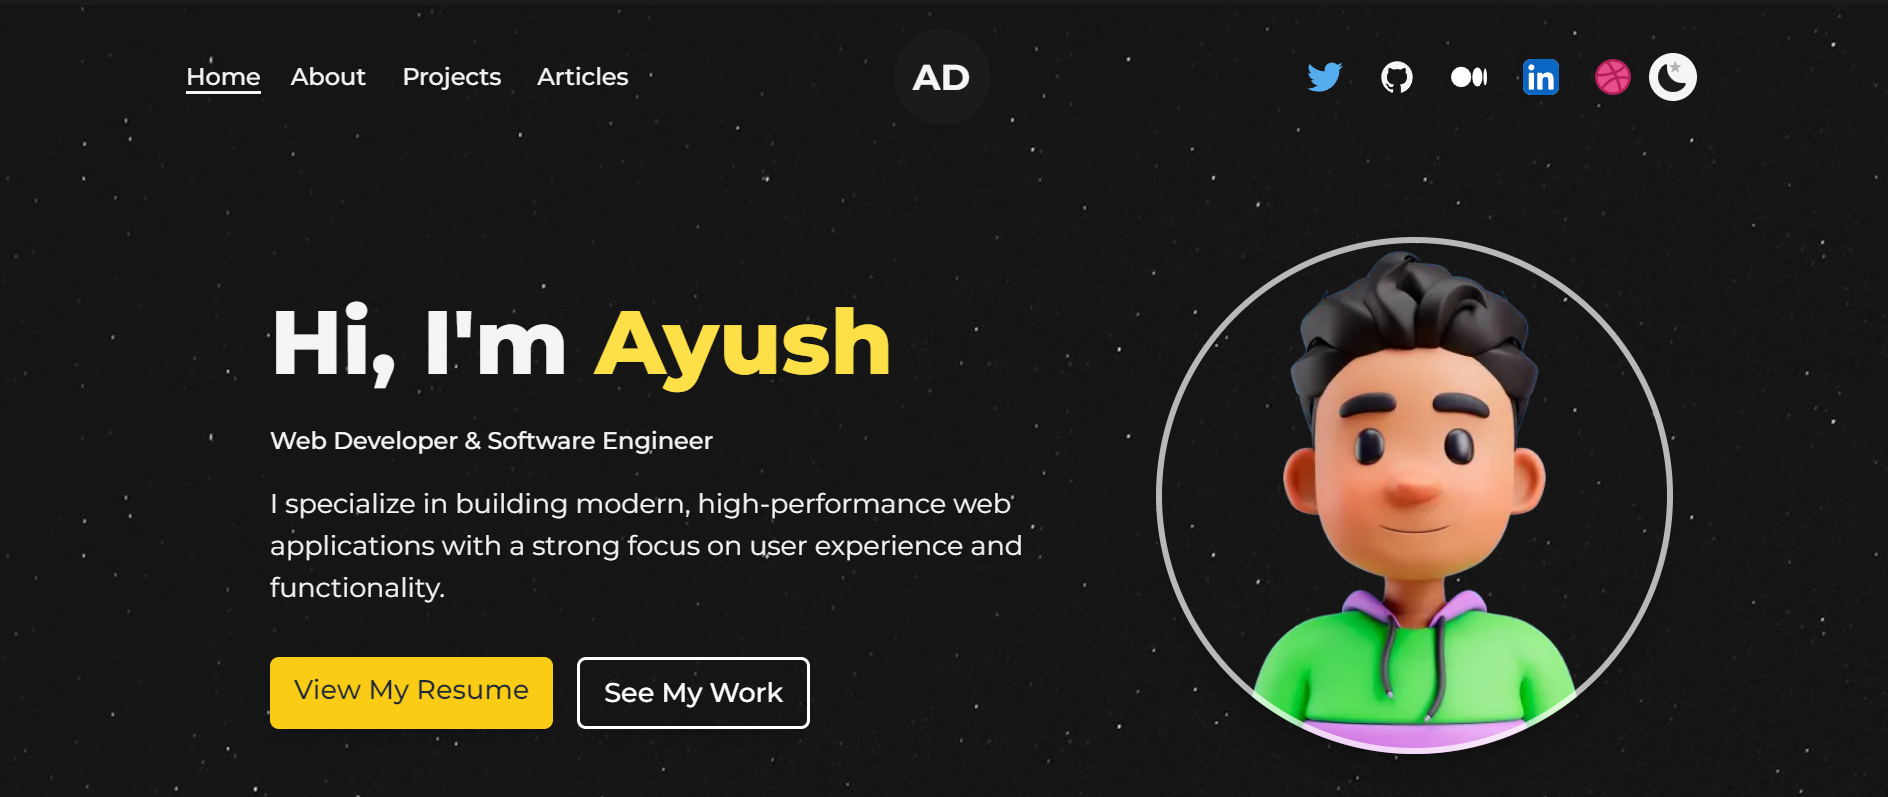 Home About Projects Articles
AD
in
Hi, I'm Ayush
Web Developer & Software Engineer
I specialize in building modern, high-performance web
applications with a strong focus on user experience and
functionality.
View My Resume
See My Work